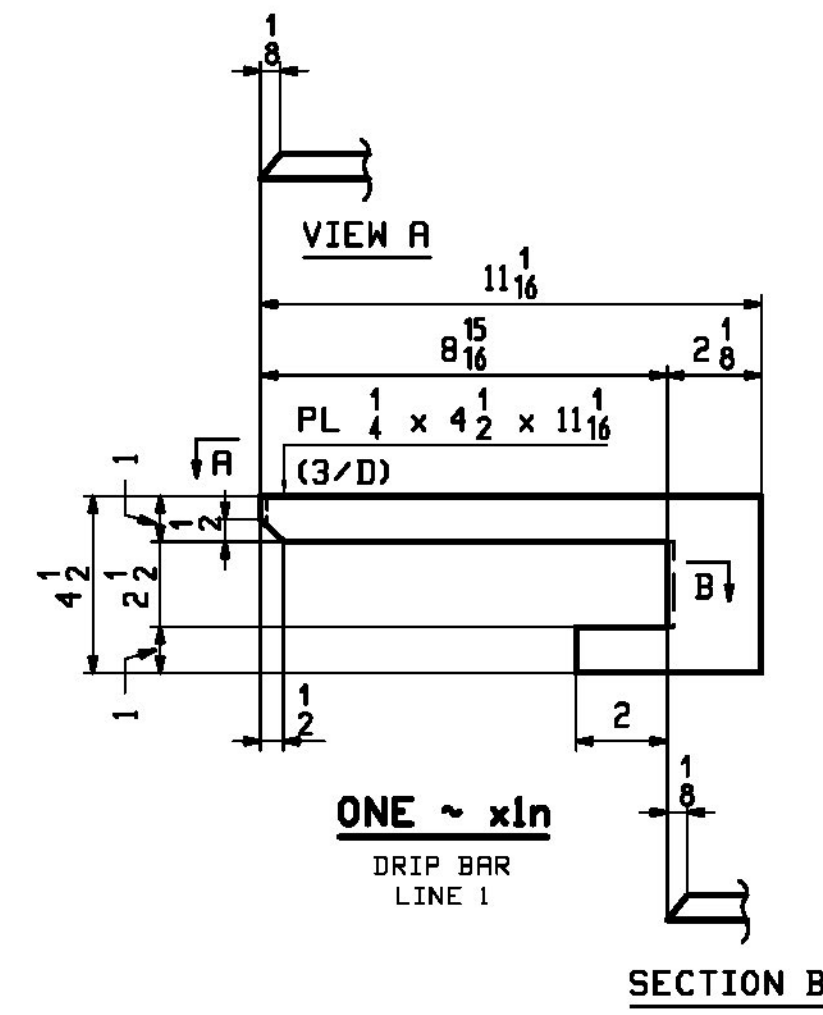 1/8
VIEW A
11 1/16
8 15/16
2 1/8
PL 1/4 x 4 1/2 x 11 1/16
(3/D)
A
1
1/2
4 1/2
2 1/2
B
1
1/2
2
1/8
ONE ~ x1n
DRIP BAR
LINE 1
SECTION B